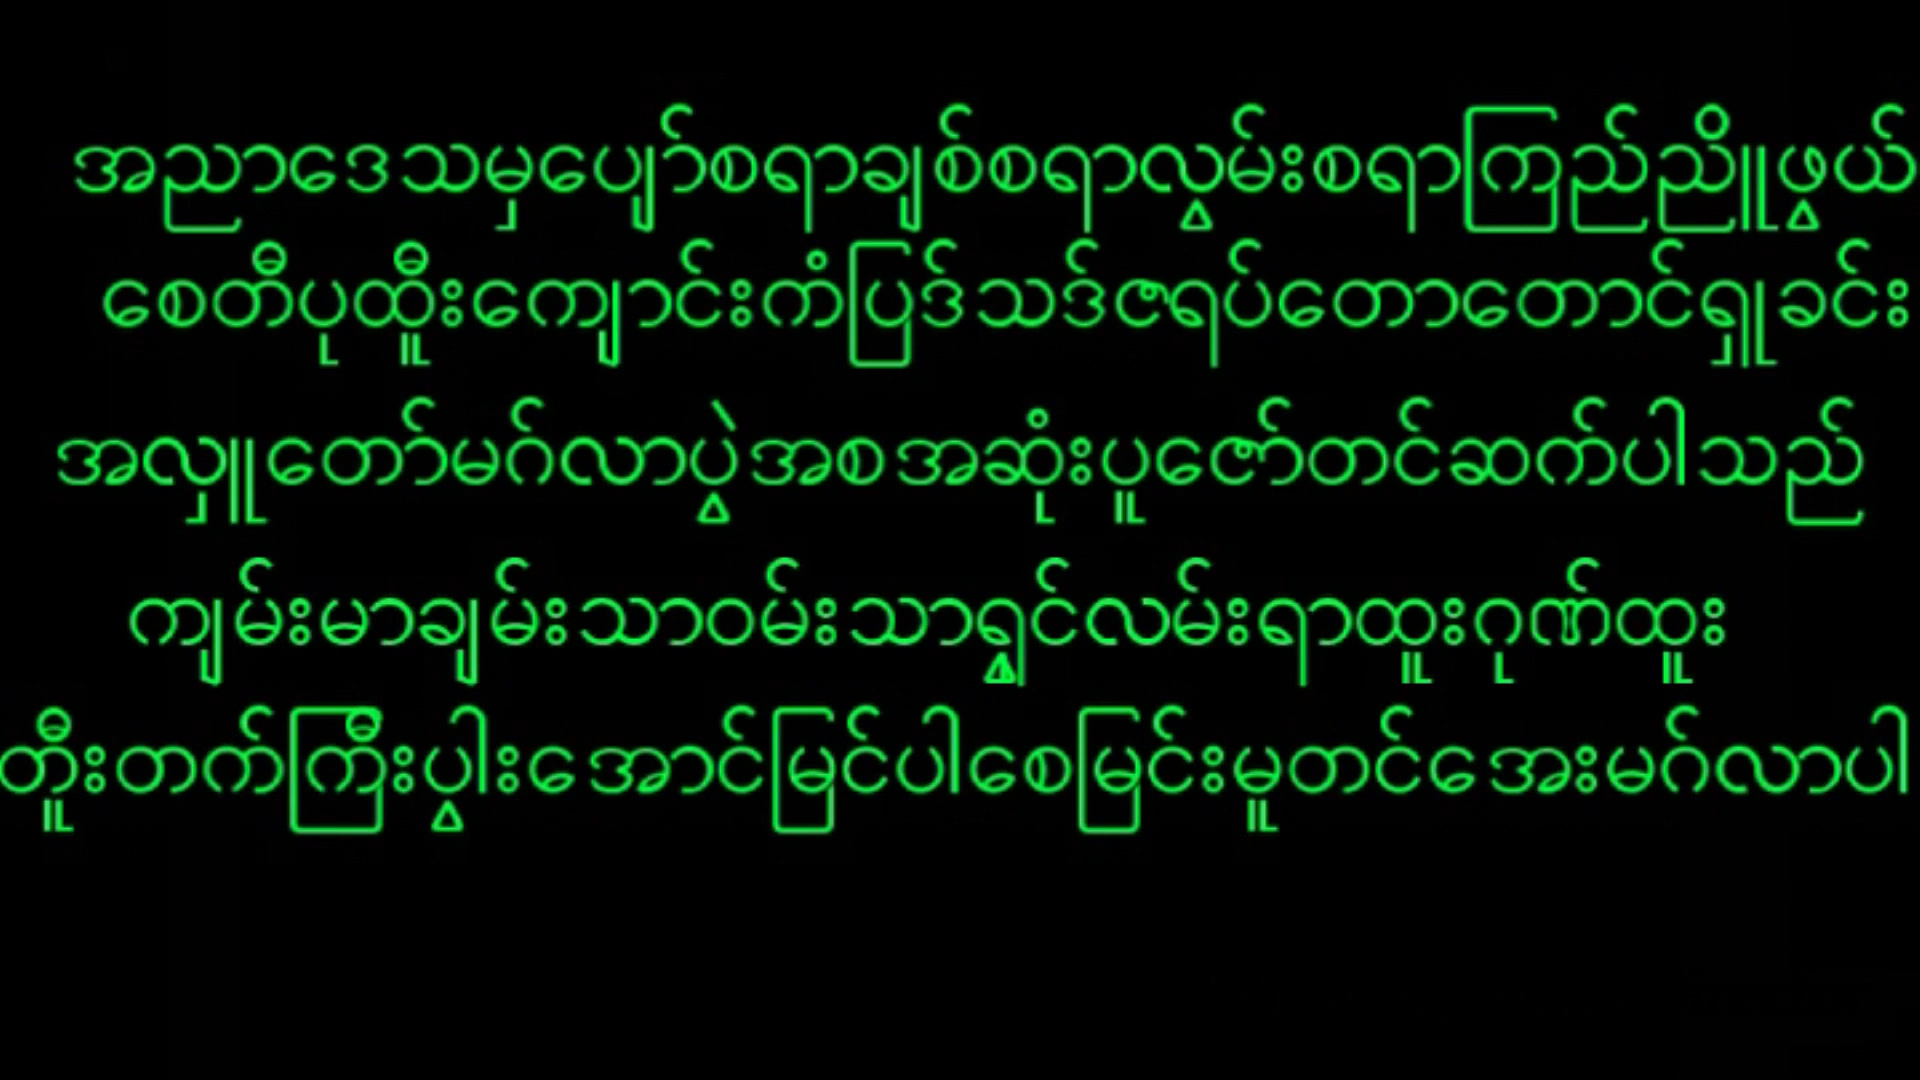 အညာဒေသမှပျော်စရာချစ်စရာလွမ်းစရာကြည်ညိုူဖွယ်
စေတီပုထိူးကျောင်းကံပြဒ်သဒ်ဇာရပ်တောတောင်ရှုခင်း
အလှူတော်မဂ်လာပွဲအစအဆုံးပူဇော်တင်ဆက်ပါသည်
ကျမ်းမာချမ်းသာဝမ်းသာရွှင်လမ်းရာထူးဂုဏ်ထူး
တီူးတက်ကြီးပွါးအောင်မြင်ပါစေမြင်းမူတင်အေးမဂ်လာပါ